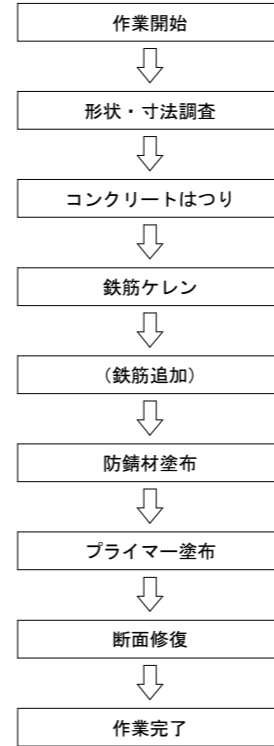 作業開始
形状・寸法調査
コンクリートはつり
鉄筋ケレン
(鉄筋追加)
防錆材塗布
プライマー塗布
断面修復
作業完了